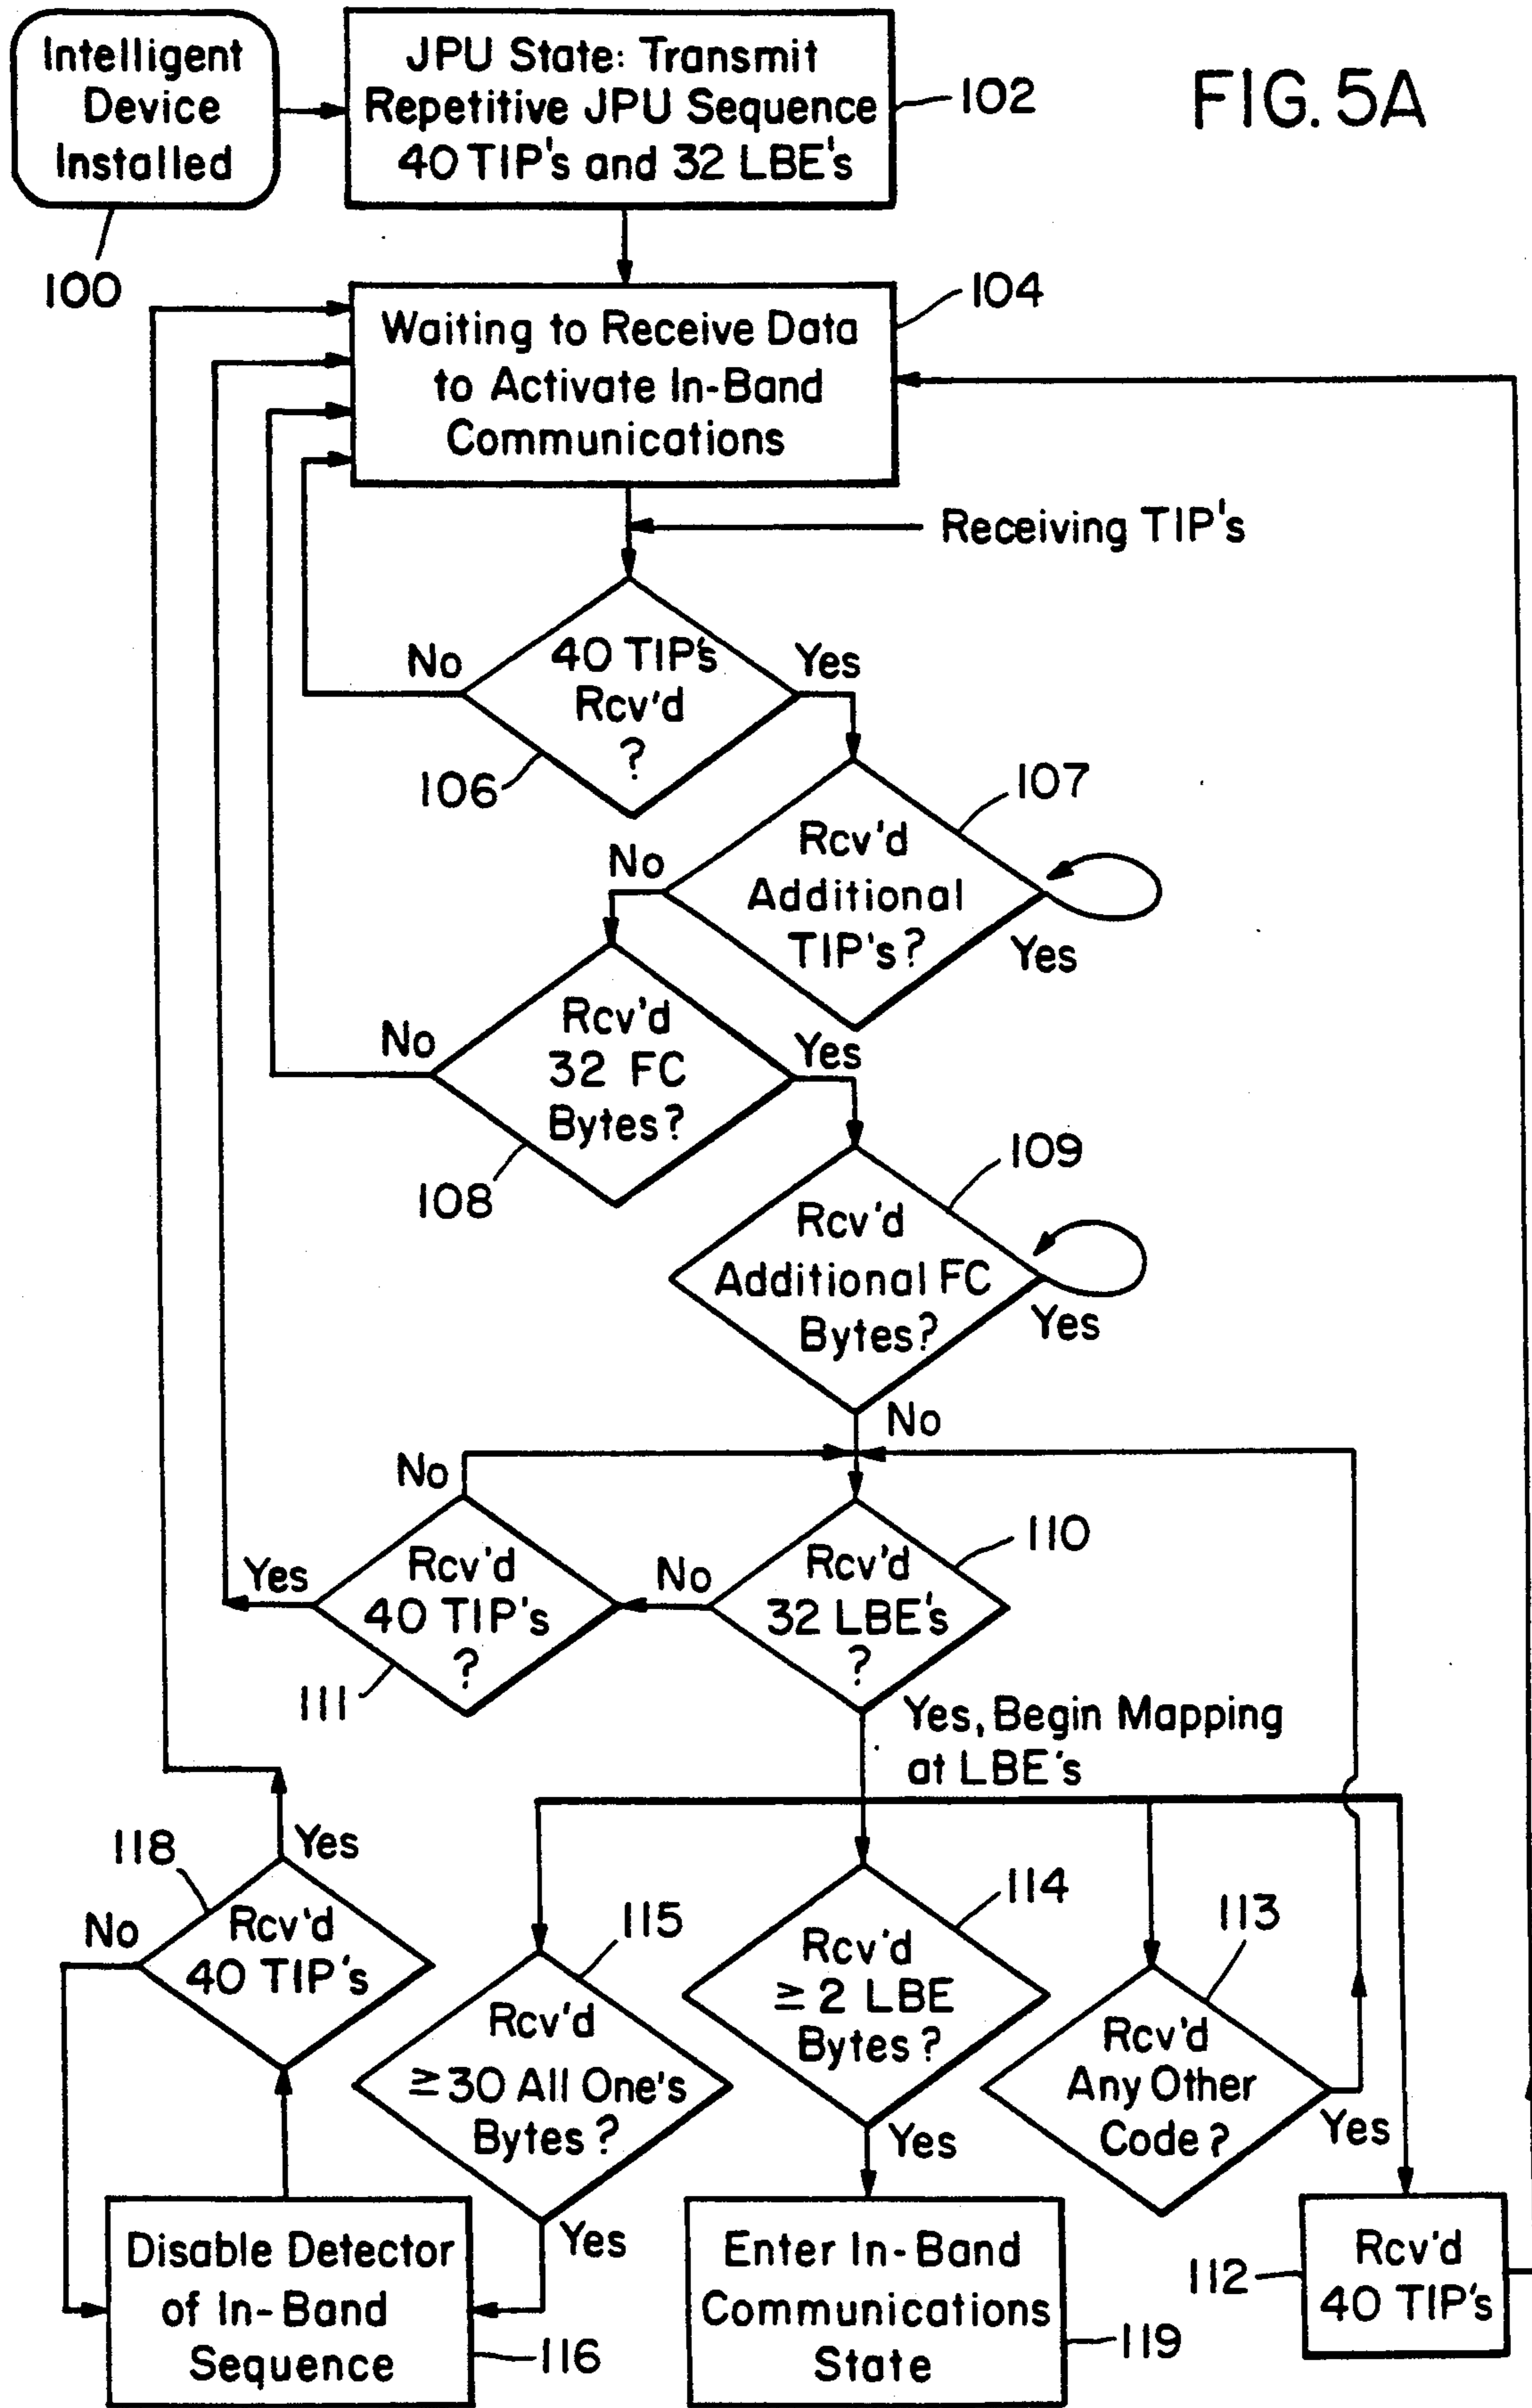 FIG. 5A
Intelligent
Device
Installed
100
JPU State: Transmit
Repetitive JPU Sequence
40 TIP's and 32 LBE's
102
Waiting to Receive Data
to Activate In-Band
Communications
104
Receiving TIP's
40 TIP's
Rcv'd
?
No
Yes
106
Rcv'd
Additional
TIP's?
No
Yes
107
Rcv'd
32 FC
Bytes?
No
Yes
108
Rcv'd
Additional FC
Bytes?
Yes
No
109
Rcv'd
32 LBE's
?
No
110
Yes, Begin Mapping
at LBE's
Rcv'd
40 TIP's
?
No
Yes
111
Rcv'd
40 TIP's
Yes
No
118
Rcv'd
≥30 All One's
Bytes?
Yes
115
Rcv'd
≥2 LBE
Bytes?
Yes
114
Rcv'd
Any Other
Code?
Yes
113
Disable Detector
of In-Band
Sequence
116
Enter In-Band
Communications
State
119
Rcv'd
40 TIP's
112